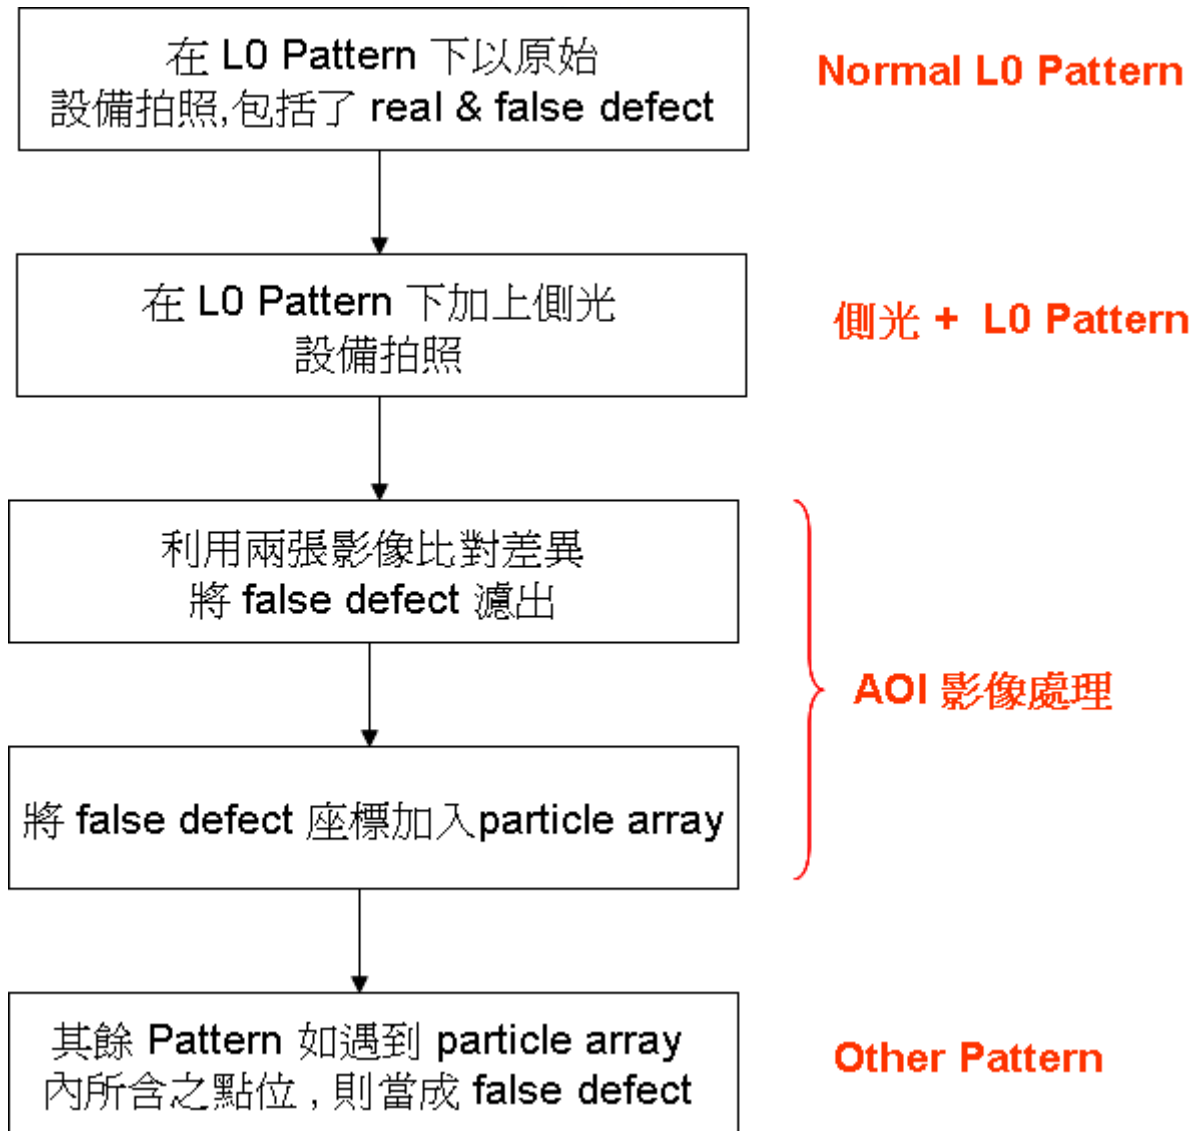 在 L0 Pattern 下以原始
設備拍照,包括了 real & false defect
Normal L0 Pattern
在 L0 Pattern 下加上側光
設備拍照
側光 + L0 Pattern
利用兩張影像比對差異
將 false defect 濾出
AOI 影像處理
將 false defect 座標加入particle array
其餘 Pattern 如遇到 particle array
內所含之點位 , 則當成 false defect
Other Pattern